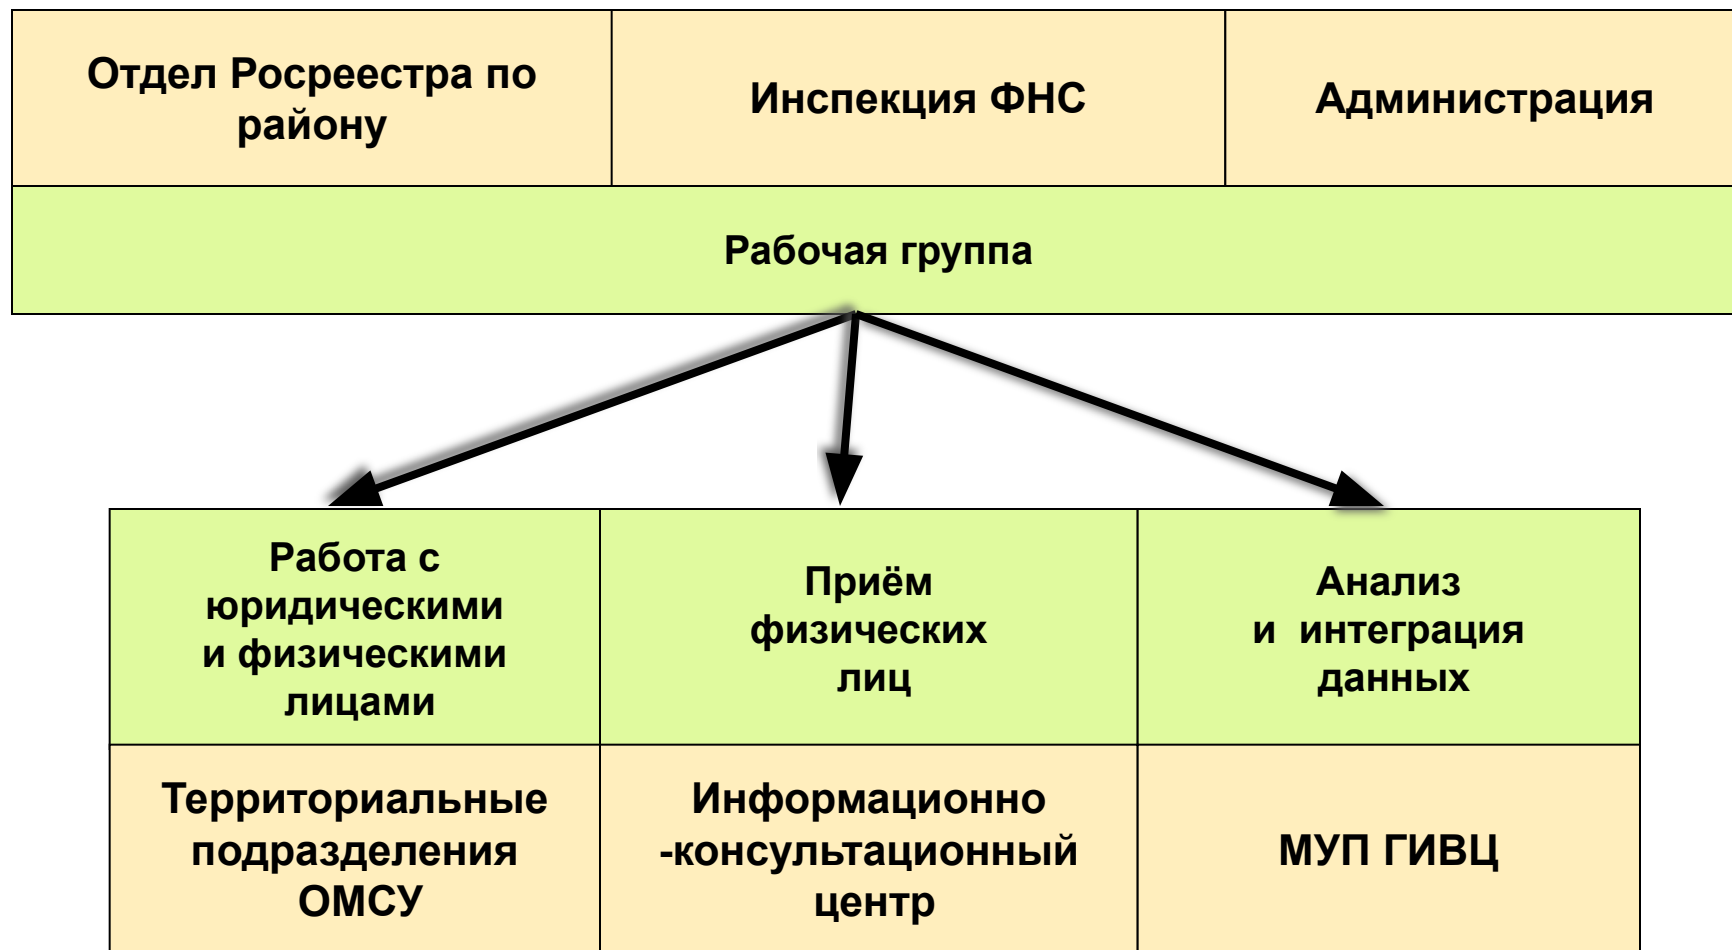 Отдел Росреестра по
району
Инспекция ФНС
Администрация
Рабочая группа
Работа с
юридическими
и физическими
лицами
Приём
физических
лиц
Анализ
и интеграция
данных
Территориальные
подразделения
ОМСУ
Информационно
-консультационный
центр
МУП ГИВЦ